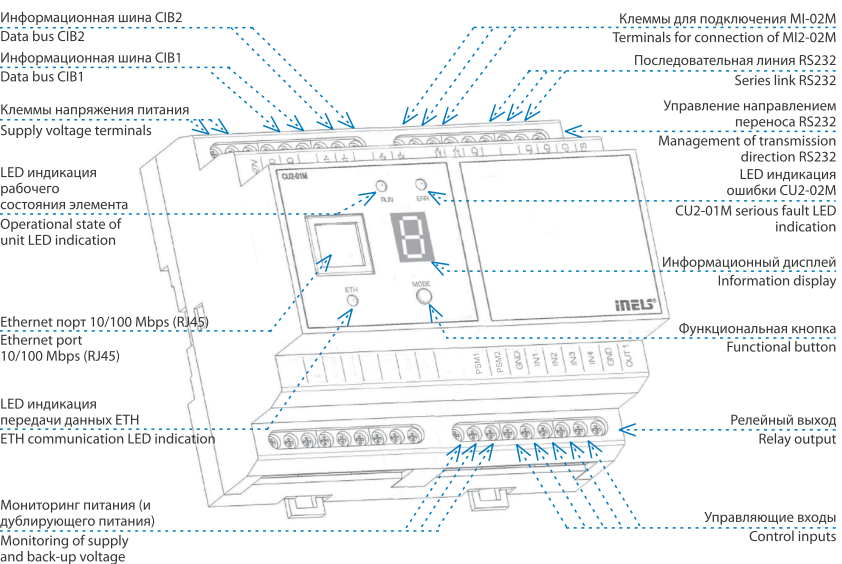 Информационная шина CIB2
Data bus CIB2
Информационная шина CIB1
Data bus CIB1
Клеммы напряжения питания
Supply voltage terminals
LED индикация
рабочего
состояния элемента
Operational state of
unit LED indication
Ethernet порт 10/100 Mbps (RJ45)
Ethernet port
10/100 Mbps (RJ45)
LED индикация
передачи данных ETH
ETH communication LED indication
Мониторинг питания (и
дублирующего питания)
Monitoring of supply
and back-up voltage
CU2-01M
RUN
ERR
8
ETH
MODE
iNELS
PSM1
PSM2
GND
IN1
IN2
IN3
IN4
GND
OUT1
Клеммы для подключения MI-02M
Terminals for connection of MI2-02M
Последовательная линия RS232
Series link RS232
Управление направлением
переноса RS232
Management of transmission
direction RS232
LED индикация
ошибки CU2-02M
CU2-01M serious fault LED
indication
Информационный дисплей
Information display
Функциональная кнопка
Functional button
Релейный выход
Relay output
Управляющие входы
Control inputs